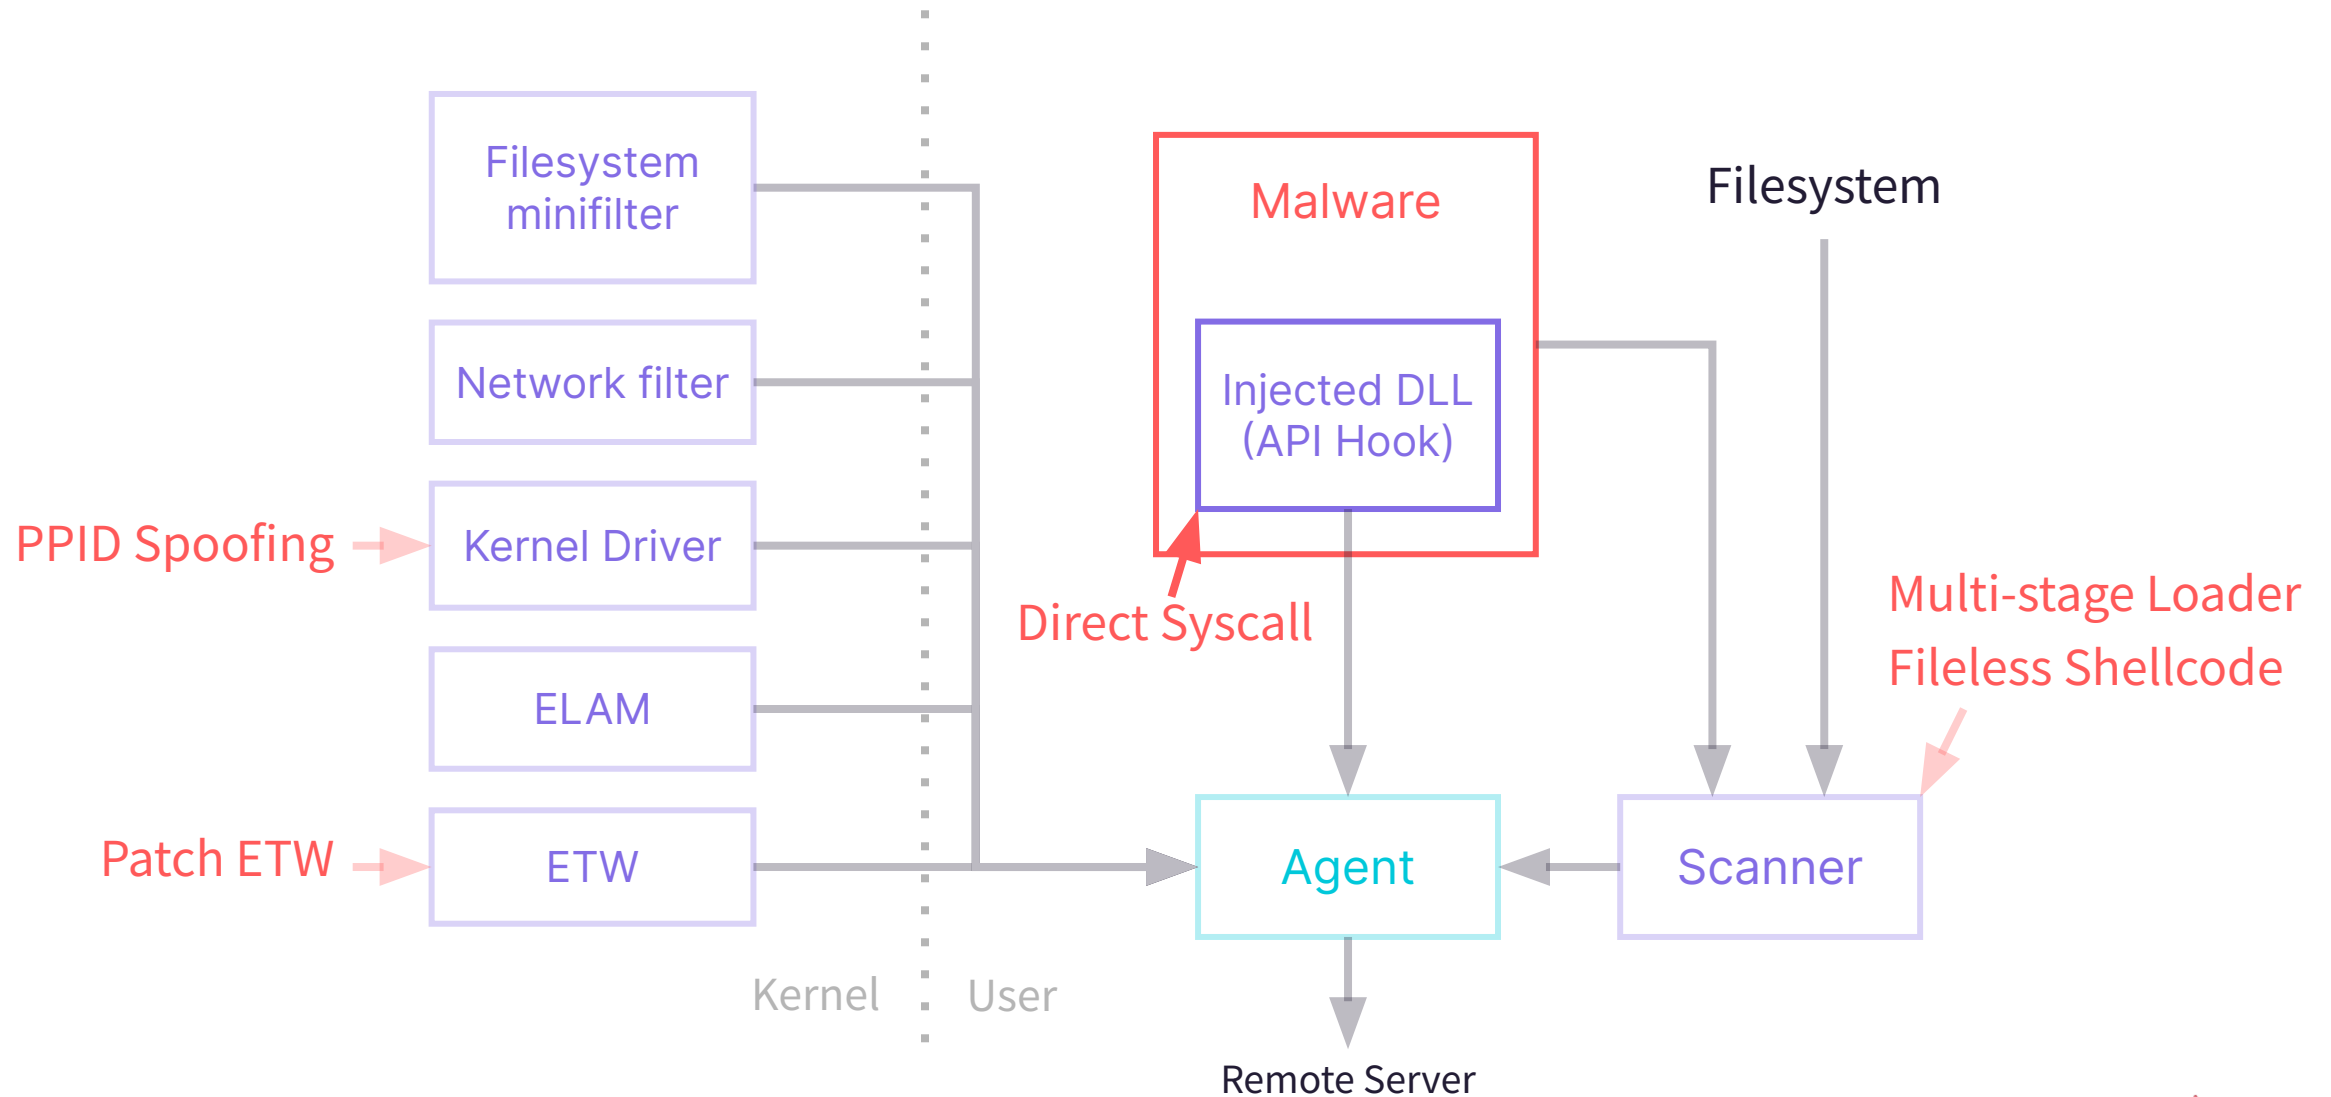 Filesystem
minifilter
Network filter
PPID Spoofing
Kernel Driver
ELAM
Patch ETW
ETW
Kernel
User
Malware
Injected DLL
(API Hook)
Direct Syscall
Filesystem
Multi-stage Loader
Fileless Shellcode
Agent
Scanner
Remote Server